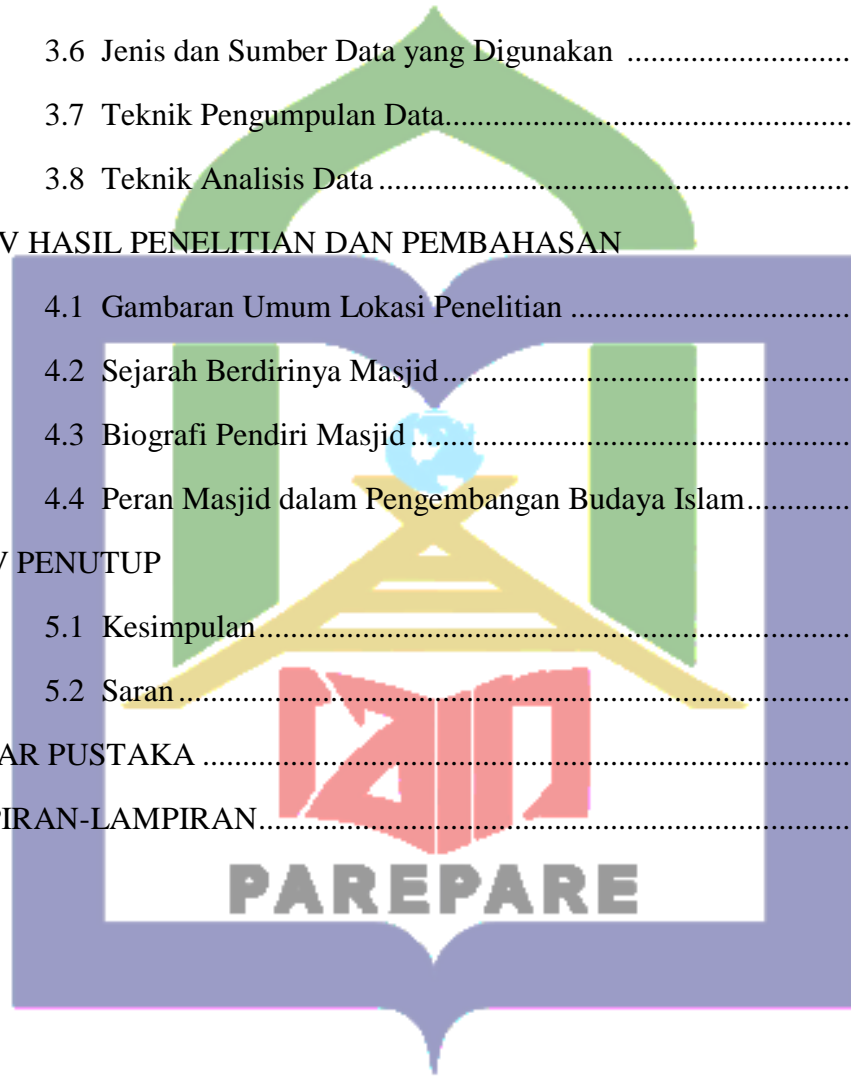 3.6 Jenis dan Sumber Data yang Digunakan ..........................
3.7 Teknik Pengumpulan Data..................................................
3.8 Teknik Analisis Data ..........................................................
V HASIL PENELITIAN DAN PEMBAHASAN
4.1 Gambaran Umum Lokasi Penelitian ..................................
4.2 Sejarah Berdirinya Masjid..................................................
4.3 Biografi Pendiri Masjid ......................................................
4.4 Peran Masjid dalam Pengembangan Budaya Islam.............
V PENUTUP
5.1 Kesimpulan.........................................................................
5.2 Saran...................................................................................
AR PUSTAKA ................................................................................
PIRAN-LAMPIRAN.........................................................................
iain
PAREPARE